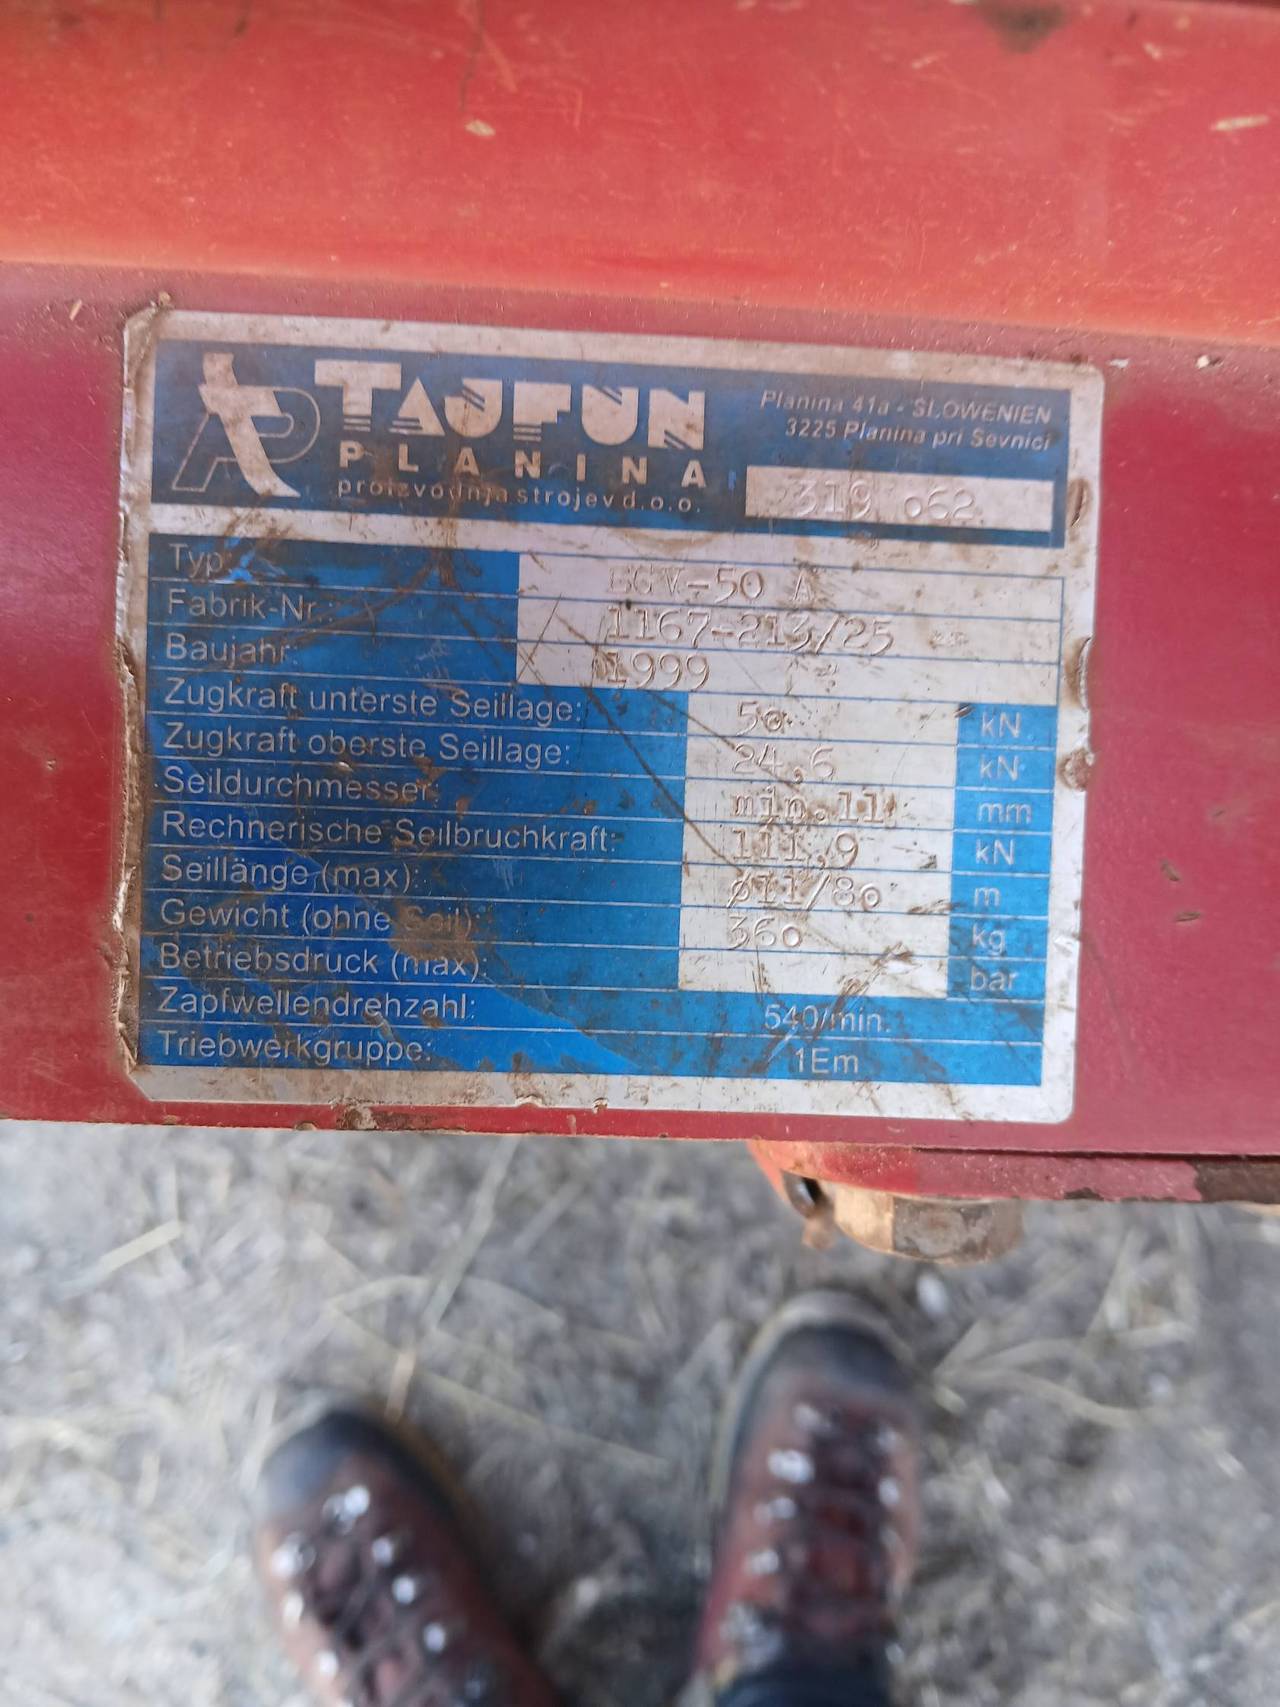 AP TAJFUN
PLANINA
proizvodnja strojev d.o.o.
Planina 41a - SLOWENIEN
3225 Planina pri Sevnici
319 062
Typ: EGV-50 A
Fabrik-Nr.: 1167-213/25
Baujahr: 1999
Zugkraft unterste Seillage: 50 kN
Zugkraft oberste Seillage: 24,6 kN
Seildurchmesser: min.11 mm
Rechnerische Seilbruchkraft: 111,9 kN
Seillänge (max): ø11/80 m
Gewicht (ohne Seil): 360 kg
Betriebsdruck (max): bar
Zapfwellendrehzahl: 540/min.
Triebwerkgruppe: 1Em